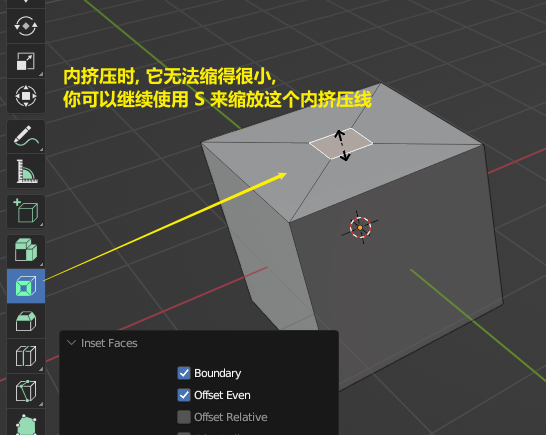 内挤压时, 它无法缩得很小,
你可以继续使用 S 来缩放这个内挤压线
Inset Faces
Boundary
Offset Even
Offset Relative